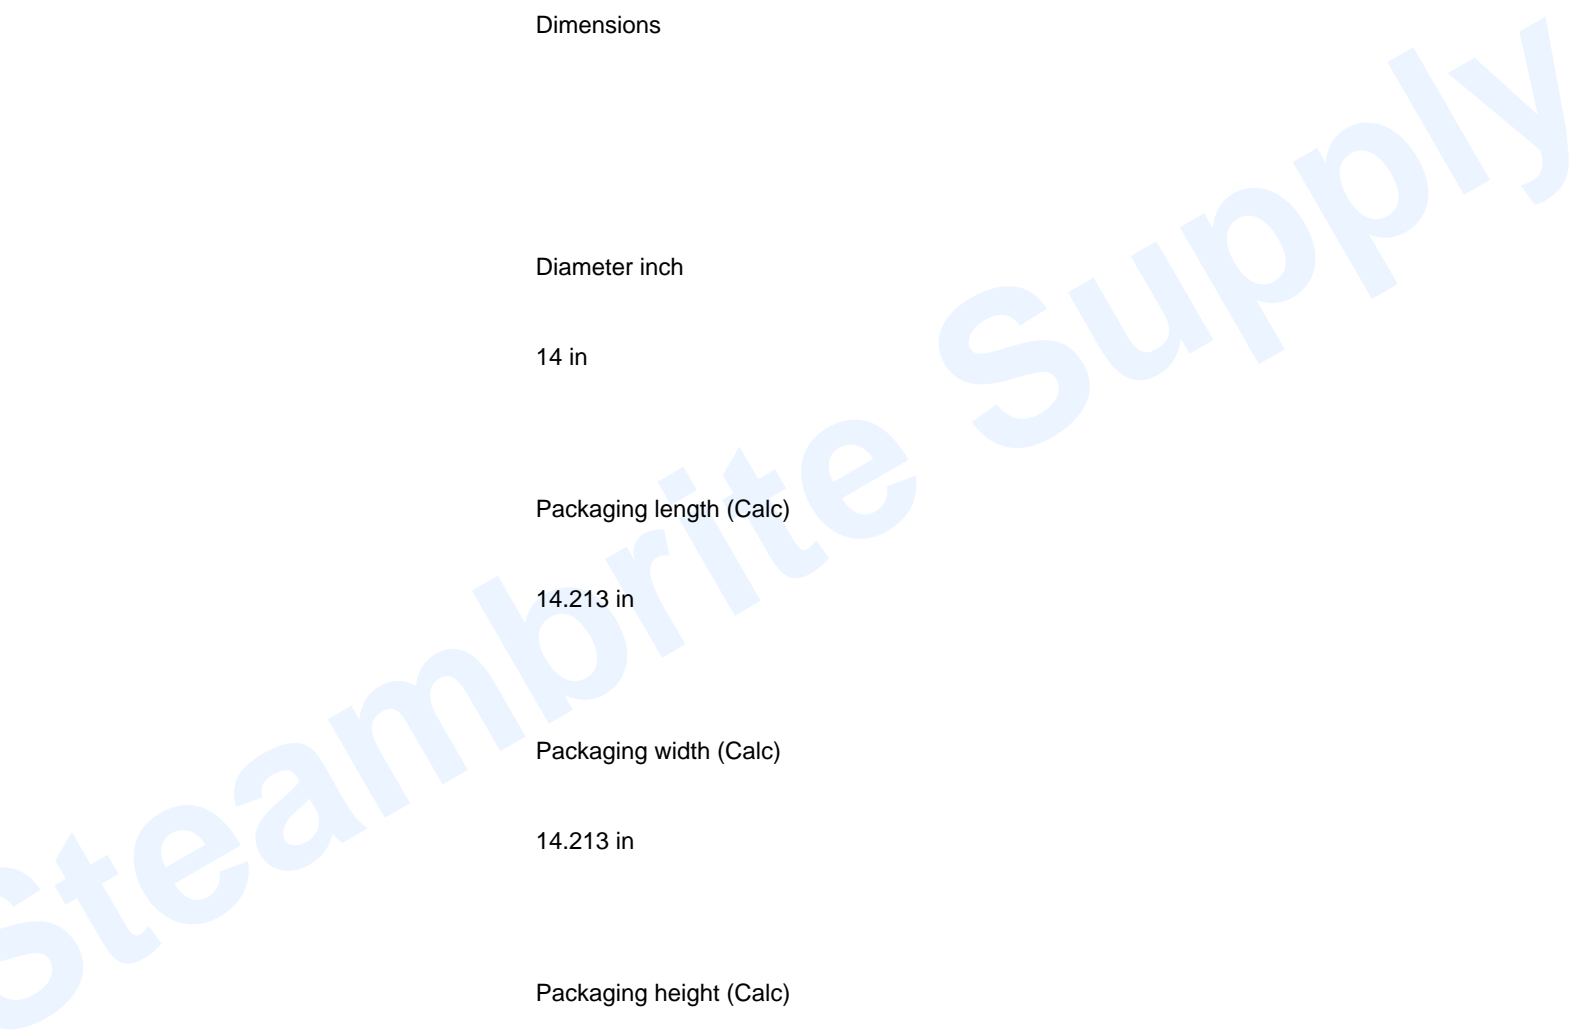 Dimensions
Diameter inch
14 in
Packaging length (Calc)
14.213 in
Packaging width (Calc)
14.213 in
Packaging height (Calc)
Steambrite Supply